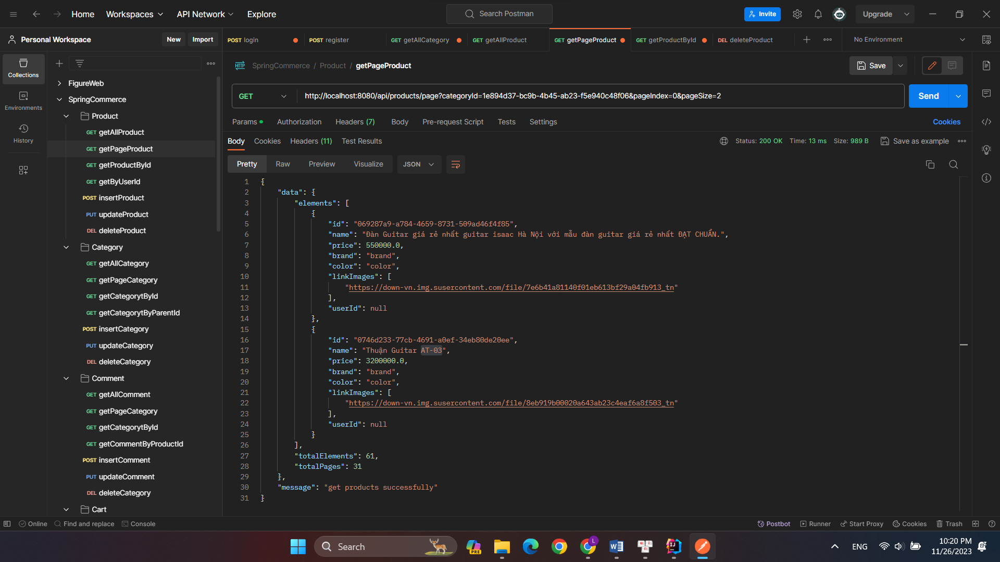 Home
Workspaces
API Network
Explore
Search Postman
Invite
Upgrade
Personal Workspace
New
Import
POST login
POST register
GET getAllCategory
GET getAllProduct
GET getPageProduct
GET getProductById
DEL deleteProduct
No Environment
Collections
Environments
History
FigureWeb
SpringCommerce
Product
GET getAllProduct
GET getPageProduct
GET getProductById
GET getByUserId
POST insertProduct
PUT updateProduct
DEL deleteProduct
Category
GET getAllCategory
GET getPageCategory
GET getCategorytById
GET getCategorytByParentId
POST insertCategory
PUT updateCategory
DEL deleteCategory
Comment
GET getAllComment
GET getPageCategory
GET getCategorytById
GET getCommentByProductId
POST insertComment
PUT updateComment
DEL deleteCategory
Cart
HTTP SpringCommerce / Product / getPageProduct
Save
GET
http://localhost:8080/api/products/page?categoryId=1e894d37-bc9b-4b45-ab23-f5e940c48f06&pageIndex=0&pageSize=2
Send
Params Authorization Headers (7) Body Pre-request Script Tests Settings
Cookies
Body Cookies Headers (11) Test Results
Status: 200 OK Time: 13 ms Size: 989 B
Save as example
Pretty Raw Preview Visualize JSON
1 {
2 "data": {
3 "elements": [
4 {
5 "id": "069287a9-a784-4659-8731-509ad46f4f85",
6 "name": "Đàn Guitar giá rẻ nhất guitar isaac Hà Nội với mẫu đàn guitar giá rẻ nhất ĐẠT CHUẨN.",
7 "price": 550000.0,
8 "brand": "brand",
9 "color": "color",
10 "linkImages": [
11 "https://down-vn.img.susercontent.com/file/7e6b41a81140f01eb613bf29a04fb913_tn"
12 ],
13 "userId": null
14 },
15 {
16 "id": "0746d233-77cb-4691-a0ef-34eb80de20ee",
17 "name": "Thuận Guitar AT-03",
18 "price": 3200000.0,
19 "brand": "brand",
20 "color": "color",
21 "linkImages": [
22 "https://down-vn.img.susercontent.com/file/8eb919b00020a643ab23c4eaf6a8f503_tn"
23 ],
24 "userId": null
25 }
26 ],
27 "totalElements": 61,
28 "totalPages": 31
29 },
30 "message": "get products successfully"
31 }
Online
Find and replace
Console
Postbot
Runner
Start Proxy
Cookies
Trash
Search
PRE
L
W
IJ
ENG
10:20 PM
11/26/2023